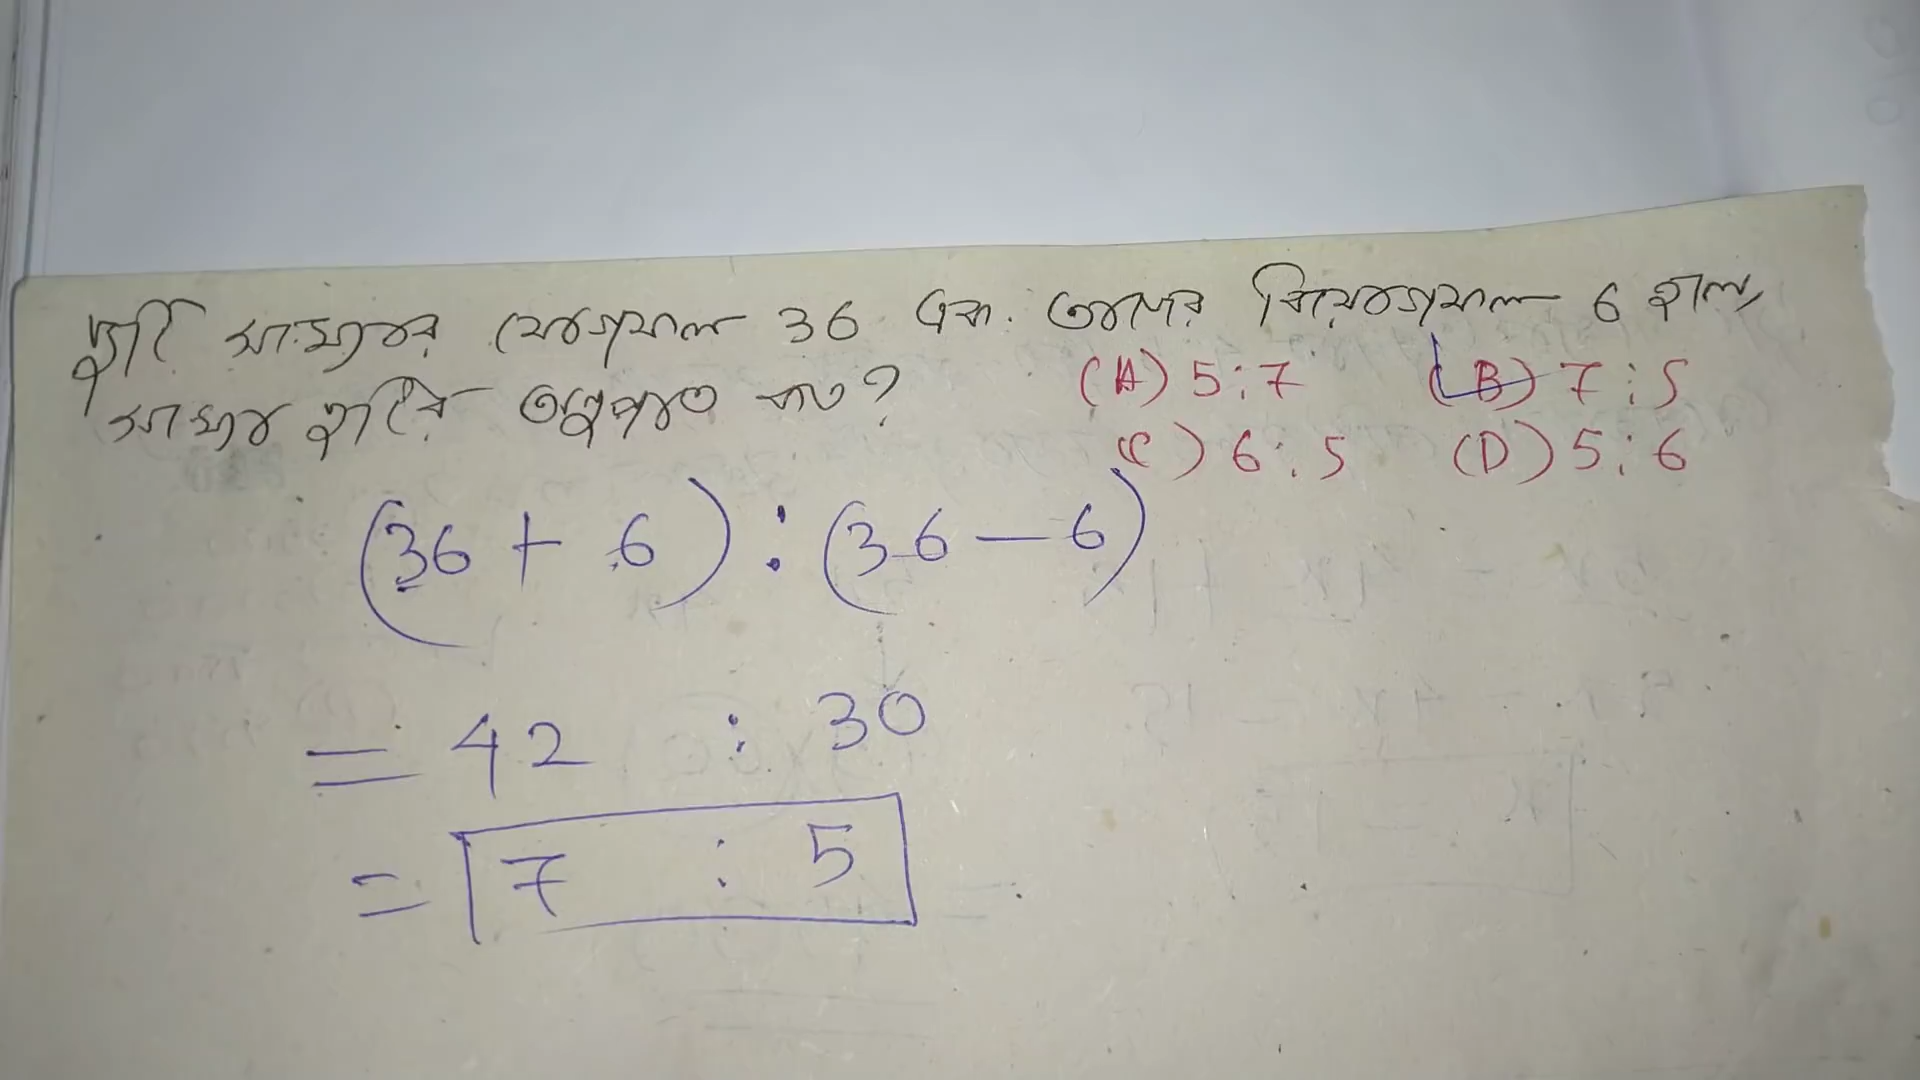 দুটি সংখ্যার যোগফল 36 এবং তাদের বিয়োগফল 6 হলে,
সংখ্যা দুটির অনুপাত কত?
(A) 5:7 (B) 7:5
(C) 6:5 (D) 5:6
(36 + 6) : (36 - 6)
= 42 : 30
= 7 : 5